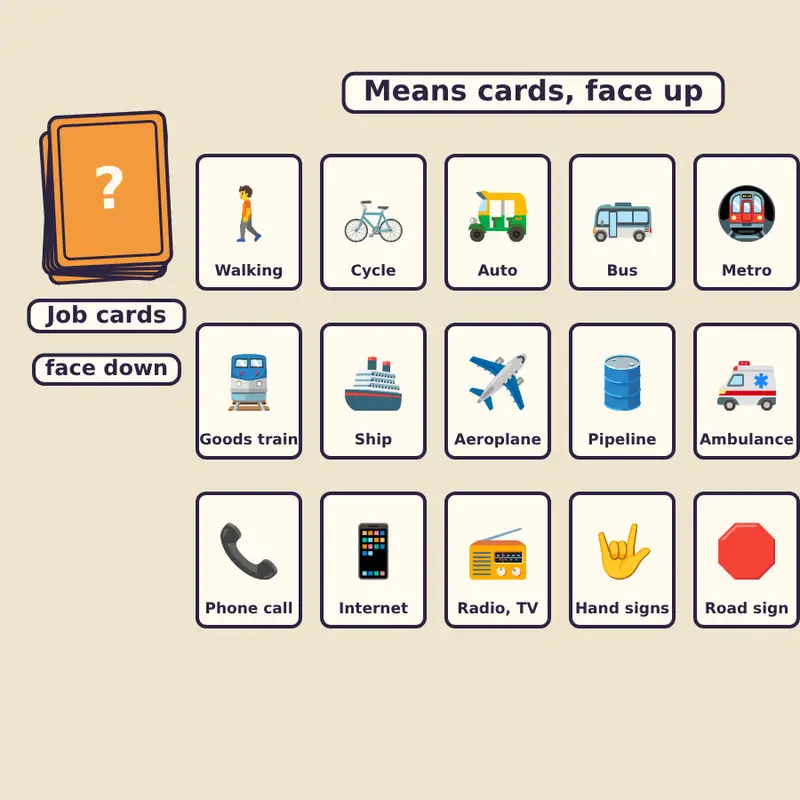 Means cards, face up
?
Job cards
face down
Walking
Cycle
Auto
Bus
Metro
Goods train
Ship
Aeroplane
Pipeline
Ambulance
Phone call
Internet
Radio, TV
Hand signs
Road sign